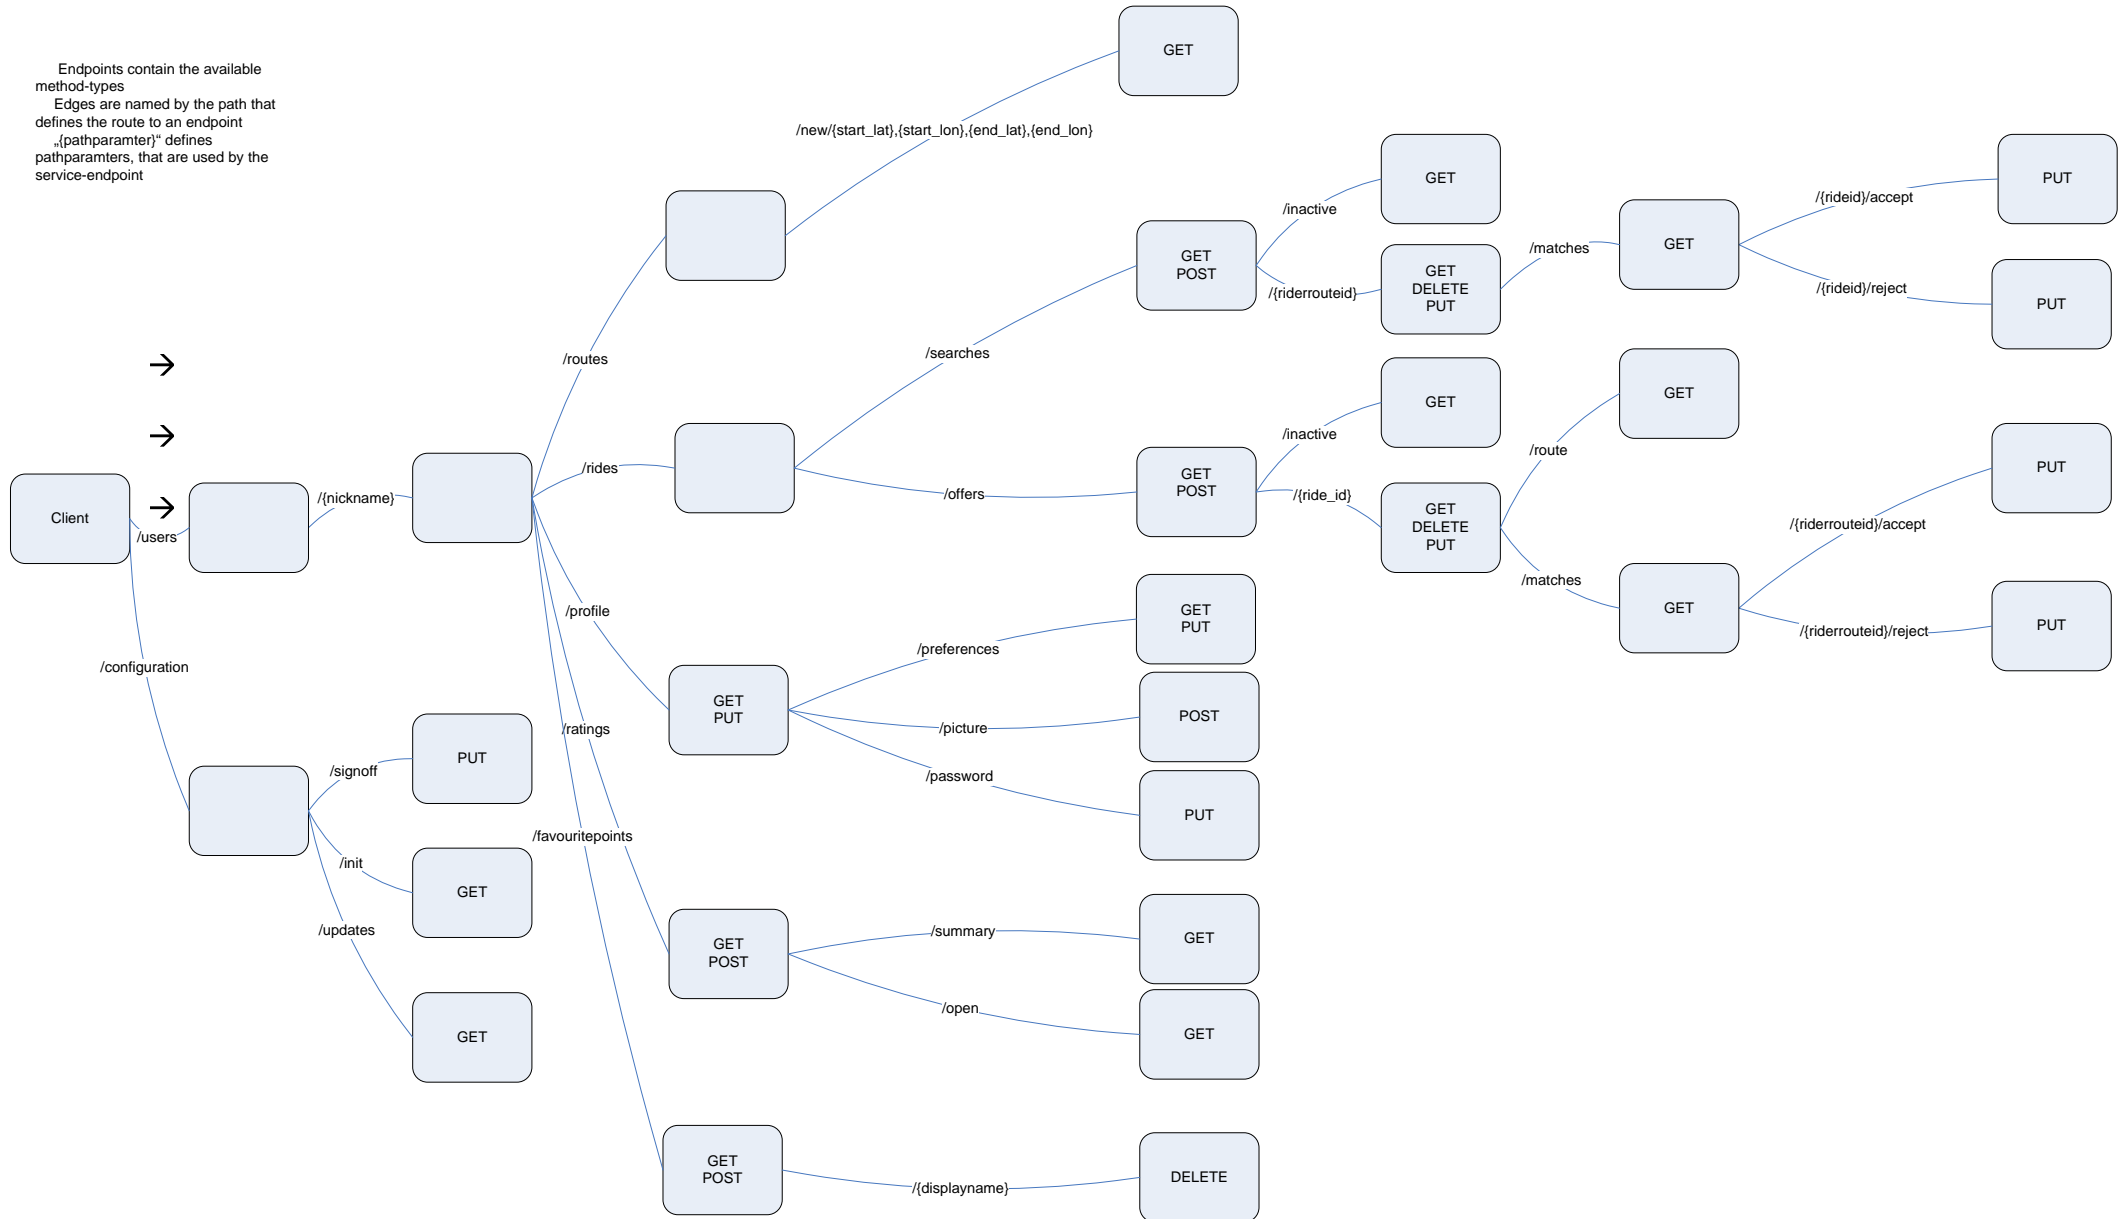 Endpoints contain the available
method-types
Edges are named by the path that
defines the route to an endpoint
„{pathparamter}“ defines
pathparamters, that are used by the
service-endpoint
→
→
→
Client
/users
/configuration
/{nickname}
/signoff
PUT
/init
GET
/updates
GET
/routes
/rides
/profile
/ratings
/favouritepoints
/new/{start_lat},{start_lon},{end_lat},{end_lon}
GET
/searches
GET
POST
/inactive
GET
/{riderrouteid}
GET
DELETE
PUT
/matches
GET
/{rideid}/accept
PUT
/{rideid}/reject
PUT
/offers
GET
POST
/inactive
GET
/{ride_id}
GET
DELETE
PUT
/route
GET
/matches
GET
/{riderrouteid}/accept
PUT
/{riderrouteid}/reject
PUT
GET
PUT
/preferences
GET
PUT
/picture
POST
/password
PUT
GET
POST
/summary
GET
/open
GET
GET
POST
/{displayname}
DELETE